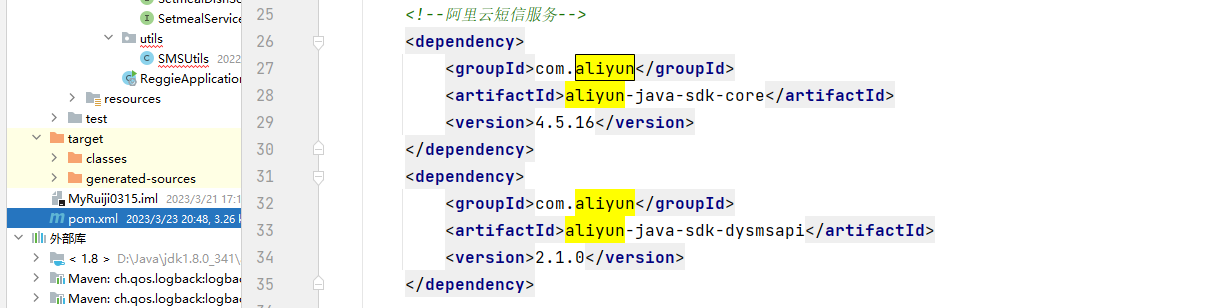 SetmealDishSe
SetmealService
utils
SMSUtils 2022
ReggieApplication
resources
test
target
classes
generated-sources
MyRuiji0315.iml 2023/3/21 17:1
pom.xml 2023/3/23 20:48, 3.26 k
外部库
< 1.8 > D:\Java\jdk1.8.0_341\
Maven: ch.qos.logback:logba
Maven: ch.qos.logback:logba
25 <!--阿里云短信服务-->
26 <dependency>
27 <groupId>com.aliyun</groupId>
28 <artifactId>aliyun-java-sdk-core</artifactId>
29 <version>4.5.16</version>
30 </dependency>
31 <dependency>
32 <groupId>com.aliyun</groupId>
33 <artifactId>aliyun-java-sdk-dysmsapi</artifactId>
34 <version>2.1.0</version>
35 </dependency>